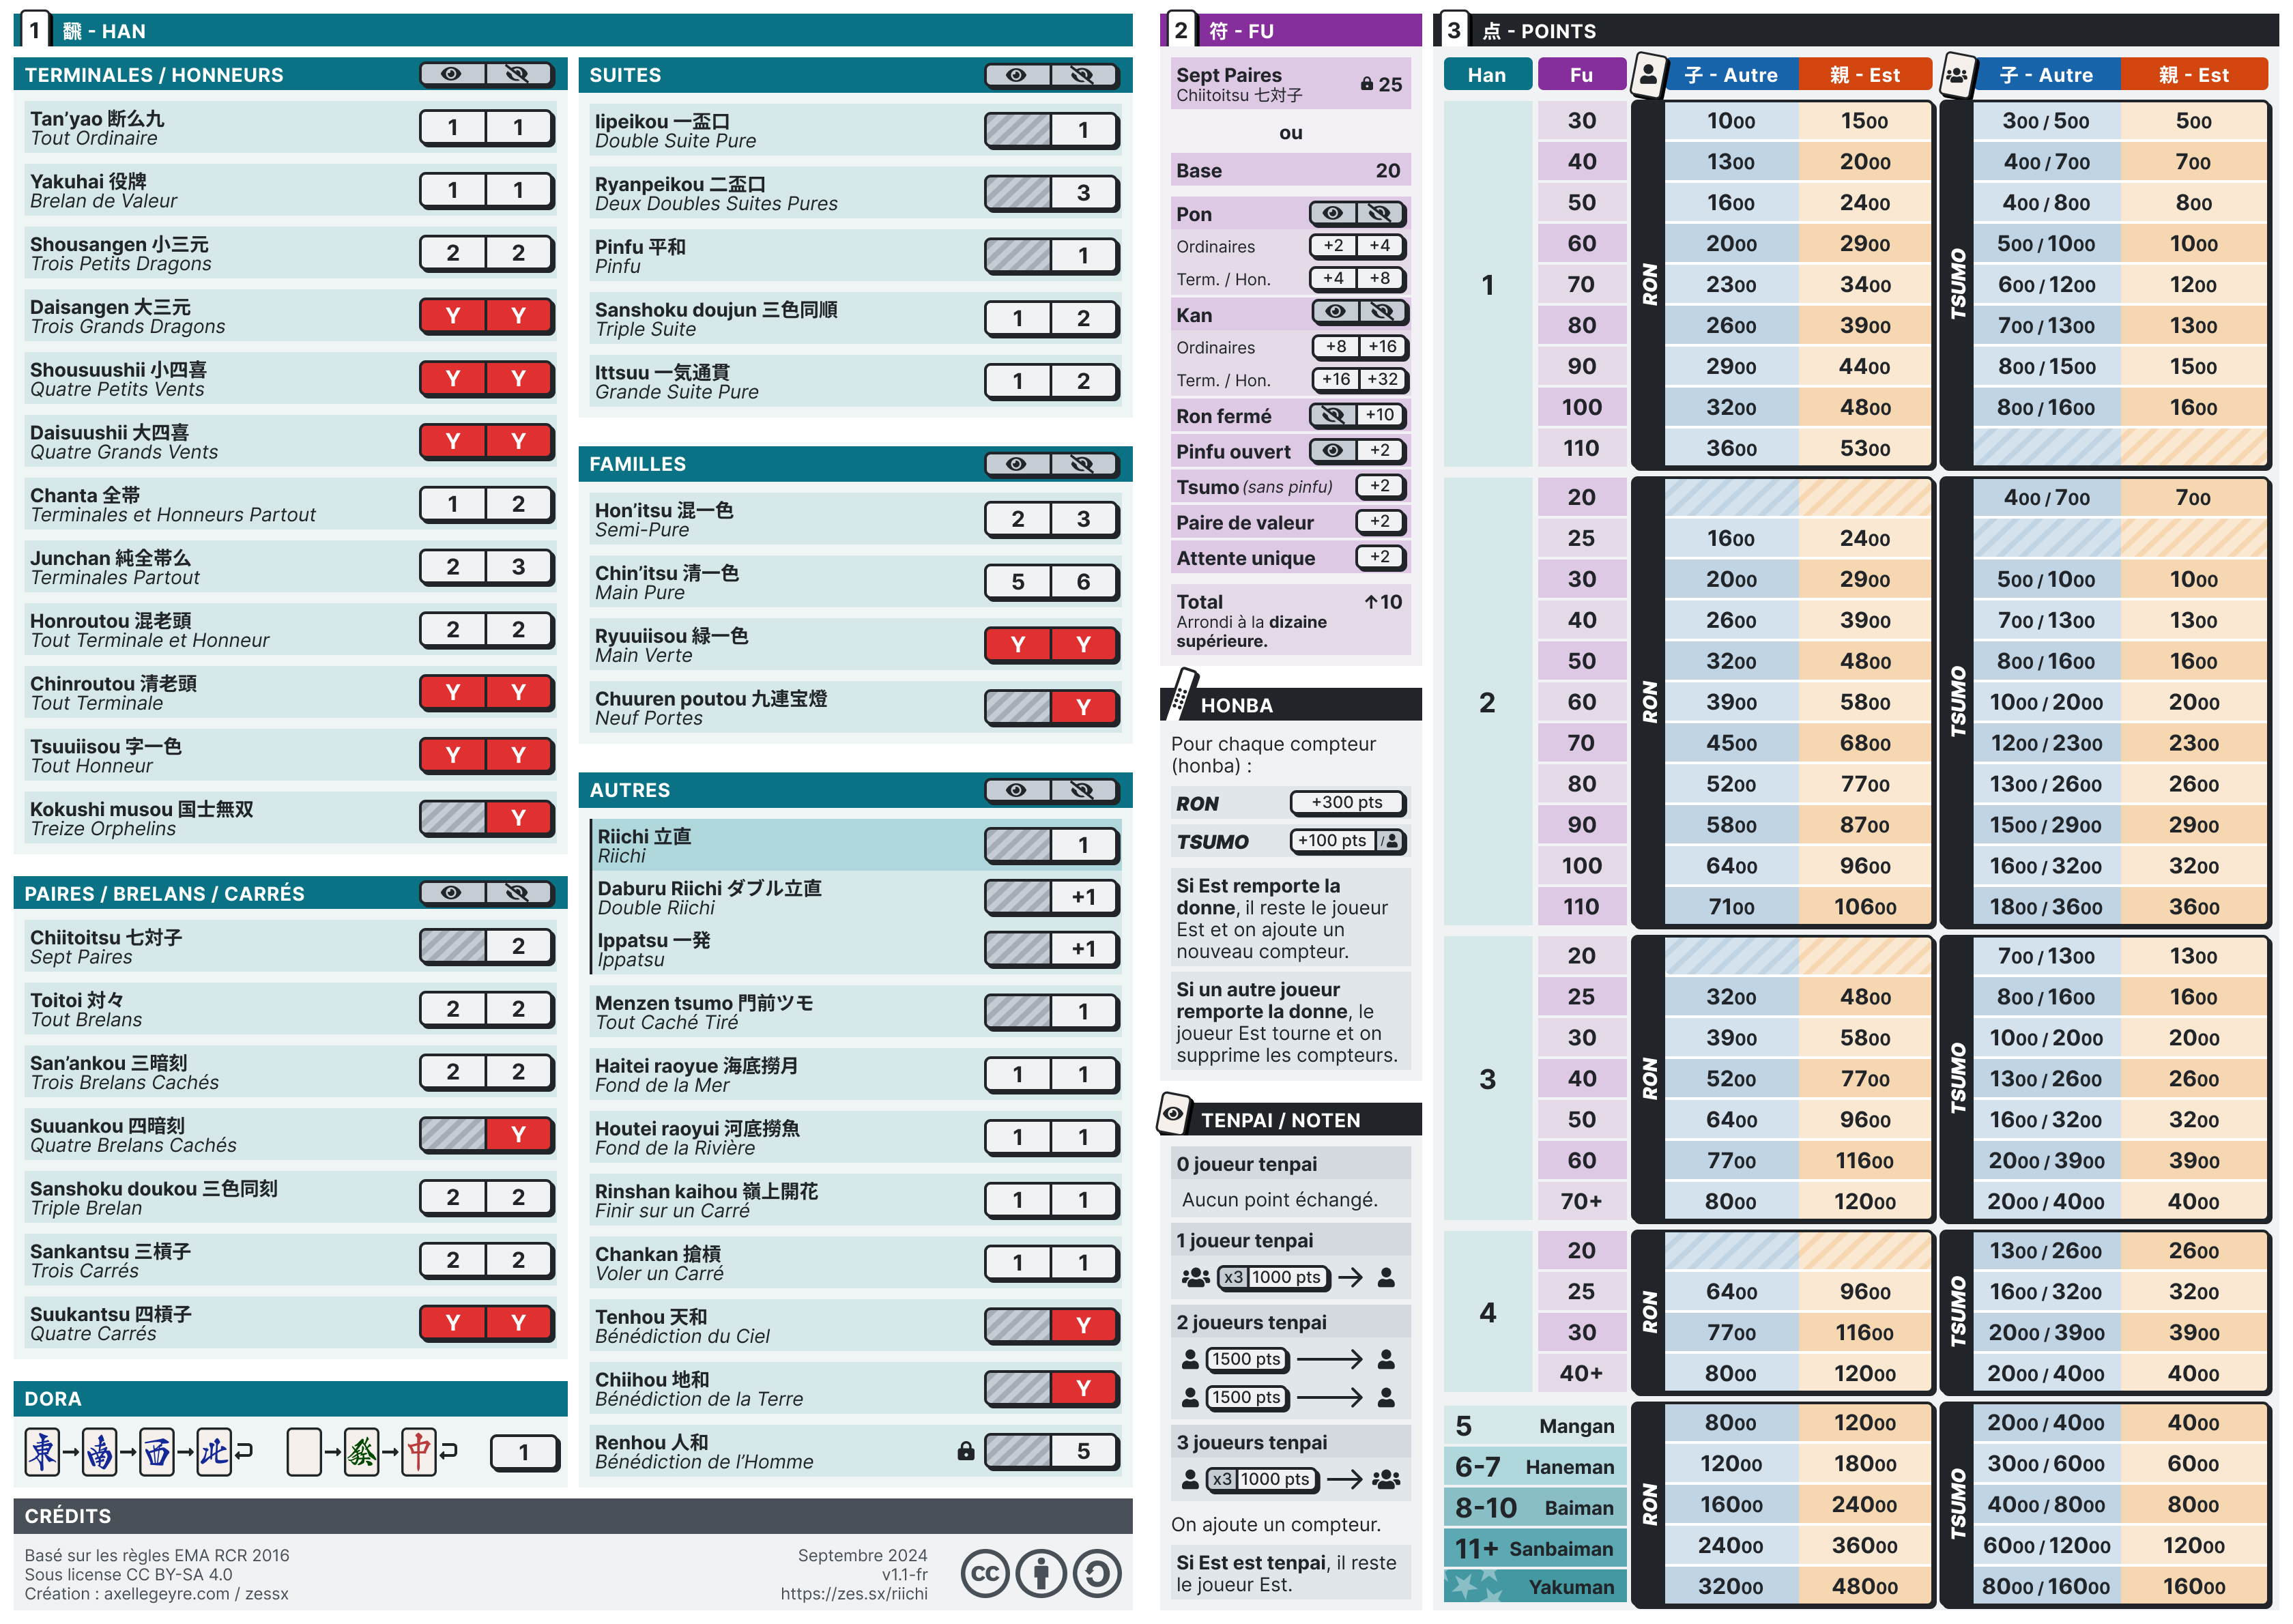 1 飜 - HAN
TERMINALES / HONNEURS
Tan’yao 断么九 1 1
Tout Ordinaire
Yakuhai 役牌 1 1
Brelan de Valeur
Shousangen 小三元 2 2
Trois Petits Dragons
Daisangen 大三元 Y Y
Trois Grands Dragons
Shousuushii 小四喜 Y Y
Quatre Petits Vents
Daisuushii 大四喜 Y Y
Quatre Grands Vents
Chanta 全帯 1 2
Terminales et Honneurs Partout
Junchan 純全帯么 2 3
Terminales Partout
Honroutou 混老頭 2 2
Tout Terminale et Honneur
Chinroutou 清老頭 Y Y
Tout Terminale
Tsuuiisou 字一色 Y Y
Tout Honneur
Kokushi musou 国士無双 Y
Treize Orphelins
PAIRES / BRELANS / CARRÉS
Chiitoitsu 七対子 2
Sept Paires
Toitoi 対々 2 2
Tout Brelans
San’ankou 三暗刻 2 2
Trois Brelans Cachés
Suuankou 四暗刻 Y
Quatre Brelans Cachés
Sanshoku doukou 三色同刻 2 2
Triple Brelan
Sankantsu 三槓子 2 2
Trois Carrés
Suukantsu 四槓子 Y Y
Quatre Carrés
DORA
東 南 西 北 發 中 1
SUITES
Iipeikou 一盃口 1
Double Suite Pure
Ryanpeikou 二盃口 3
Deux Doubles Suites Pures
Pinfu 平和 1
Pinfu
Sanshoku doujun 三色同順 1 2
Triple Suite
Ittsuu 一気通貫 1 2
Grande Suite Pure
FAMILLES
Hon’itsu 混一色 2 3
Semi-Pure
Chin’itsu 清一色 5 6
Main Pure
Ryuuiisou 緑一色 Y Y
Main Verte
Chuuren poutou 九連宝燈 Y
Neuf Portes
AUTRES
Riichi 立直 1
Riichi
Daburu Riichi ダブル立直 +1
Double Riichi
Ippatsu 一発 +1
Ippatsu
Menzen tsumo 門前ツモ 1
Tout Caché Tiré
Haitei raoyue 海底撈月 1 1
Fond de la Mer
Houtei raoyui 河底撈魚 1 1
Fond de la Rivière
Rinshan kaihou 嶺上開花 1 1
Finir sur un Carré
Chankan 搶槓 1 1
Voler un Carré
Tenhou 天和 Y
Bénédiction du Ciel
Chiihou 地和 Y
Bénédiction de la Terre
Renhou 人和 5
Bénédiction de l’Homme
CRÉDITS
Basé sur les règles EMA RCR 2016
Sous license CC BY-SA 4.0
Création : axellegeyre.com / zessx
Septembre 2024
v1.1-fr
https://zes.sx/riichi
cc
2 符 - FU
Sept Paires
Chiitoitsu 七対子 25
ou
Base 20
Pon
Ordinaires +2 +4
Term. / Hon. +4 +8
Kan
Ordinaires +8 +16
Term. / Hon. +16 +32
Ron fermé +10
Pinfu ouvert +2
Tsumo (sans pinfu) +2
Paire de valeur +2
Attente unique +2
Total ↑10
Arrondi à la dizaine
supérieure.
HONBA
Pour chaque compteur
(honba) :
RON +300 pts
TSUMO +100 pts /
Si Est remporte la
donne, il reste le joueur
Est et on ajoute un
nouveau compteur.
Si un autre joueur
remporte la donne, le
joueur Est tourne et on
supprime les compteurs.
TENPAI / NOTEN
0 joueur tenpai
Aucun point échangé.
1 joueur tenpai
x3 1000 pts
2 joueurs tenpai
1500 pts
1500 pts
3 joueurs tenpai
x3 1000 pts
On ajoute un compteur.
Si Est est tenpai, il reste
le joueur Est.
3 点 - POINTS
Han Fu 子 - Autre 親 - Est 子 - Autre 親 - Est
1 RON TSUMO
30 1000 1500 300 / 500 500
40 1300 2000 400 / 700 700
50 1600 2400 400 / 800 800
60 2000 2900 500 / 1000 1000
70 2300 3400 600 / 1200 1200
80 2600 3900 700 / 1300 1300
90 2900 4400 800 / 1500 1500
100 3200 4800 800 / 1600 1600
110 3600 5300
2 RON TSUMO
20 400 / 700 700
25 1600 2400
30 2000 2900 500 / 1000 1000
40 2600 3900 700 / 1300 1300
50 3200 4800 800 / 1600 1600
60 3900 5800 1000 / 2000 2000
70 4500 6800 1200 / 2300 2300
80 5200 7700 1300 / 2600 2600
90 5800 8700 1500 / 2900 2900
100 6400 9600 1600 / 3200 3200
110 7100 10600 1800 / 3600 3600
3 RON TSUMO
20 700 / 1300 1300
25 3200 4800 800 / 1600 1600
30 3900 5800 1000 / 2000 2000
40 5200 7700 1300 / 2600 2600
50 6400 9600 1600 / 3200 3200
60 7700 11600 2000 / 3900 3900
70+ 8000 12000 2000 / 4000 4000
4 RON TSUMO
20 1300 / 2600 2600
25 6400 9600 1600 / 3200 3200
30 7700 11600 2000 / 3900 3900
40+ 8000 12000 2000 / 4000 4000
RON TSUMO
5 Mangan 8000 12000 2000 / 4000 4000
6-7 Haneman 12000 18000 3000 / 6000 6000
8-10 Baiman 16000 24000 4000 / 8000 8000
11+ Sanbaiman 24000 36000 6000 / 12000 12000
Yakuman 32000 48000 8000 / 16000 16000